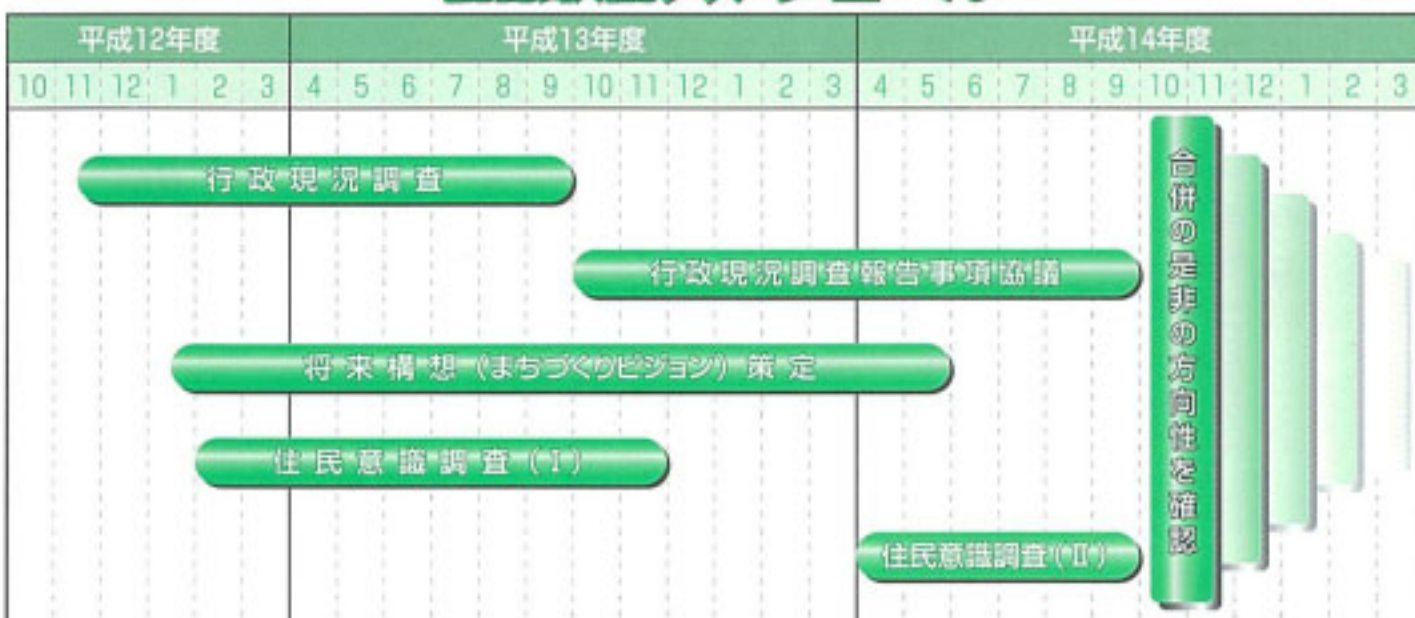 平成12年度 平成13年度 平成14年度
10 11 12 1 2 3 4 5 6 7 8 9 10 11 12 1 2 3 4 5 6 7 8 9 10 11 12 1 2 3
行政現況調査
行政現況調査報告事項協議
将来構想(まちづくりビジョン)策定
住民意識調査(Ⅰ)
住民意識調査(Ⅱ)
合併の是非の方向性を確認